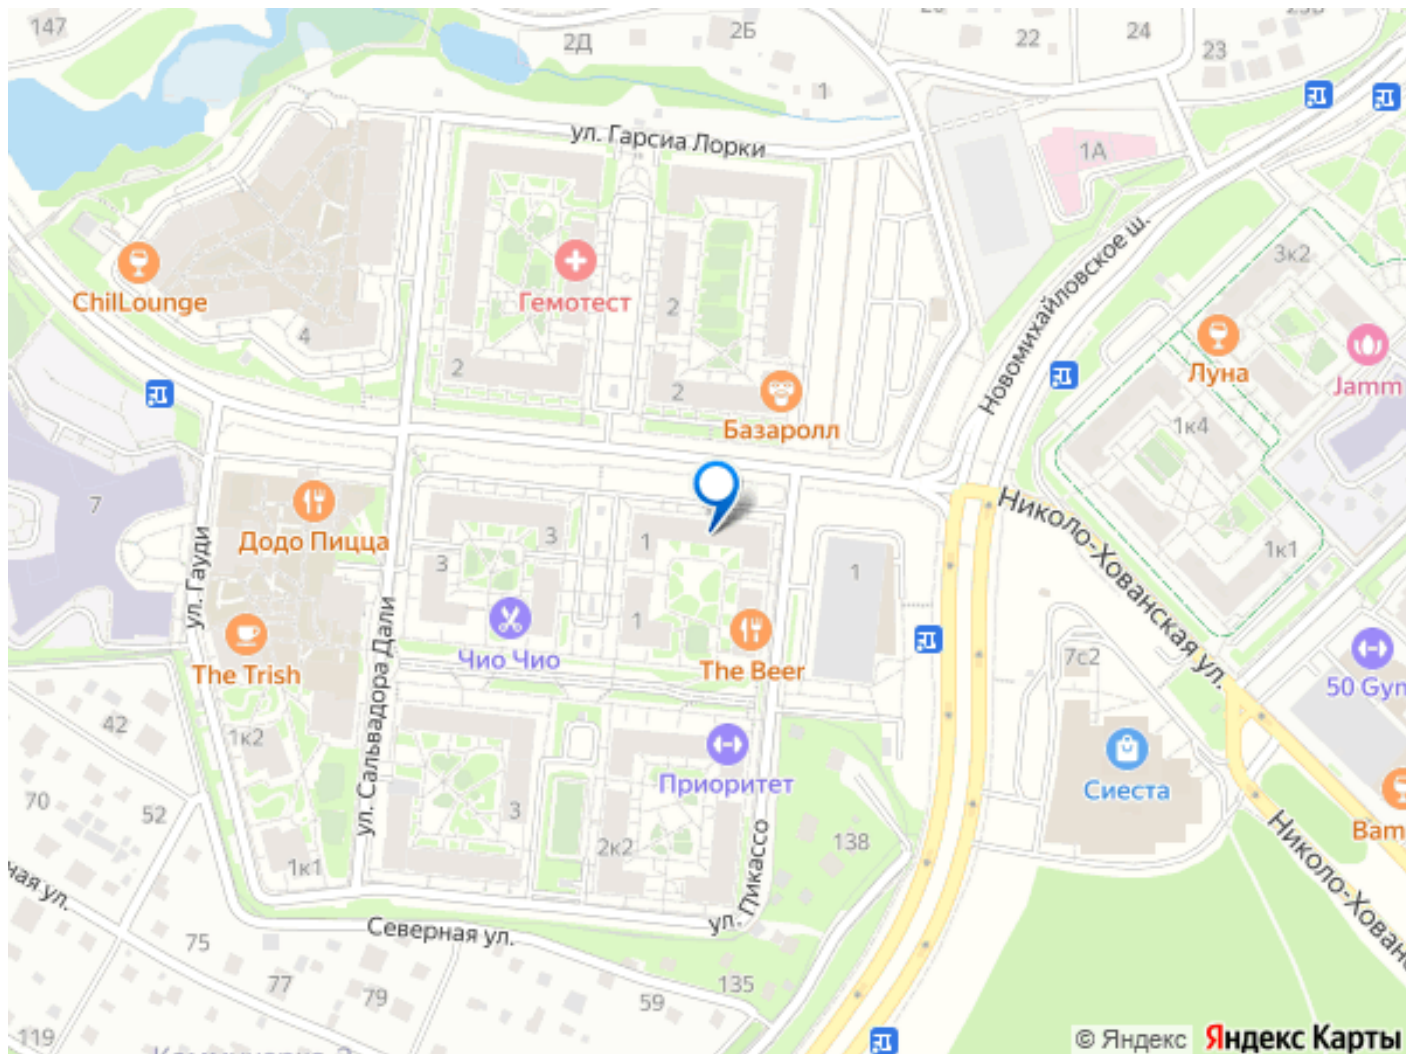 147
2Д
2Б
22
24
23
1
ул. Гарсиа Лорки
1А
Новомихайловское ш.
3к2
ChilLounge
Гемотест
2
4
2
2
Базаролл
Луна
Jamm
1к4
7
Додо Пицца
ул. Гауди
3
3
1
1
1
Николо-Хованская ул.
1к1
The Trish
ул. Сальвадора Дали
Чио Чио
The Beer
7с2
50 Gym
42
1к2
Приоритет
Сиеста
70
52
3
2к2
138
Bam
1к1
ул. Пикассо
ная ул.
Северная ул.
Николо-Хованс
75
77
79
59
135
119
© Яндекс Яндекс Карты